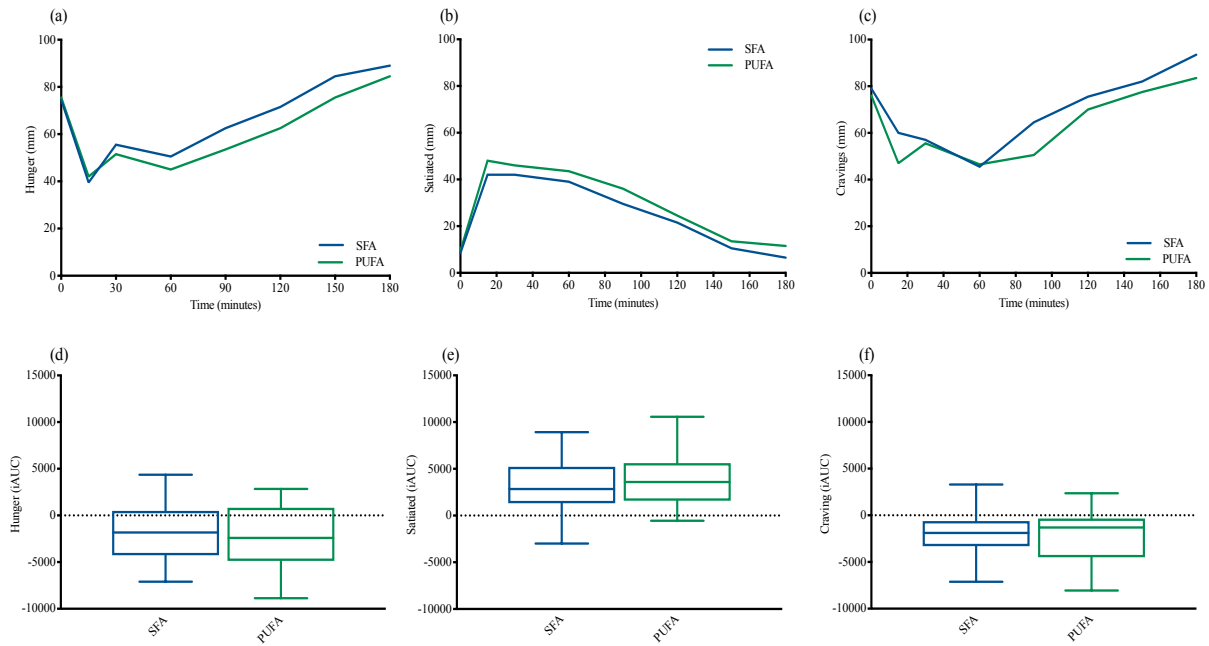 (a)
100
80
60
40
20
0
Hunger (mm)
0 30 60 90 120 150 180
Time (minutes)
SFA
PUFA
(b)
100
80
60
40
20
0
Satiated (mm)
0 20 40 60 80 100 120 140 160 180
Time (minutes)
SFA
PUFA
(c)
100
80
60
40
20
0
Cravings (mm)
0 20 40 60 80 100 120 140 160 180
Time (minutes)
SFA
PUFA
(d)
15000
10000
5000
0
-5000
-10000
Hunger (iAUC)
SFA
PUFA
(e)
15000
10000
5000
0
-5000
-10000
Satiated (iAUC)
SFA
PUFA
(f)
15000
10000
5000
0
-5000
-10000
Craving (iAUC)
SFA
PUFA